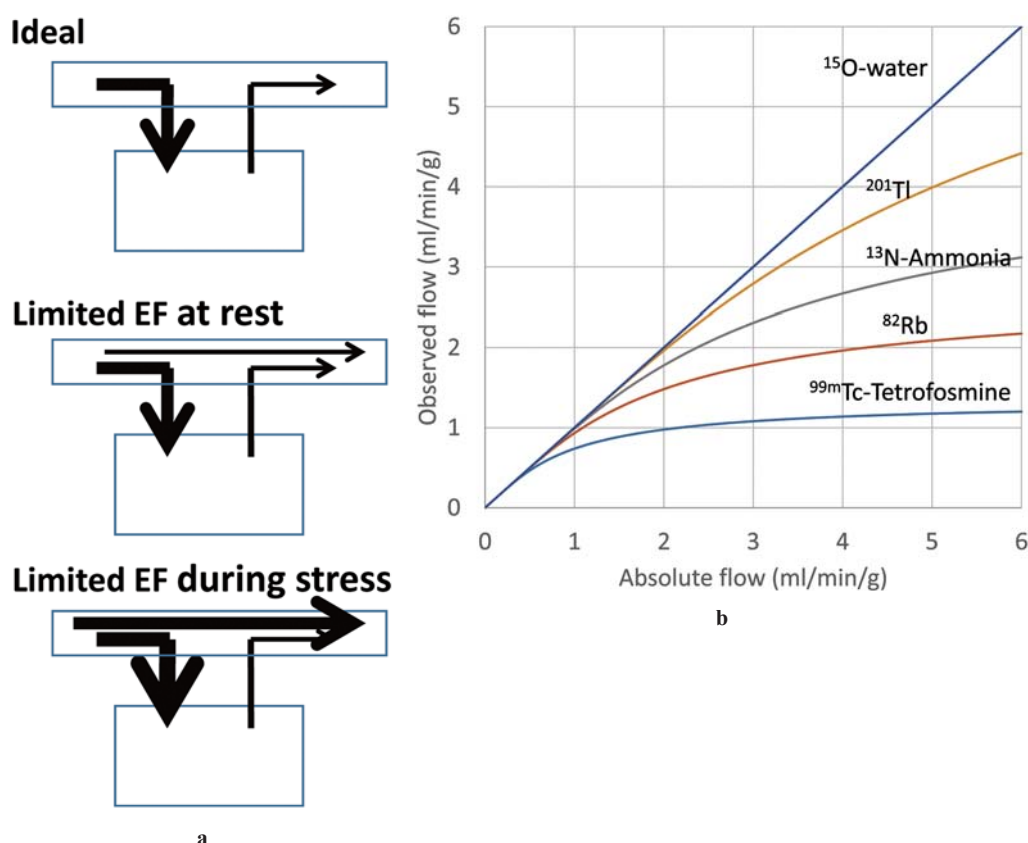 Ideal
Limited EF at rest
Limited EF during stress
a
Observed flow (ml/min/g)
6
5
4
3
2
1
0
¹⁵O-water
²⁰¹Tl
¹³N-Ammonia
⁸²Rb
⁹⁹ᵐTc-Tetrofosmine
0 1 2 3 4 5 6
Absolute flow (ml/min/g)
b